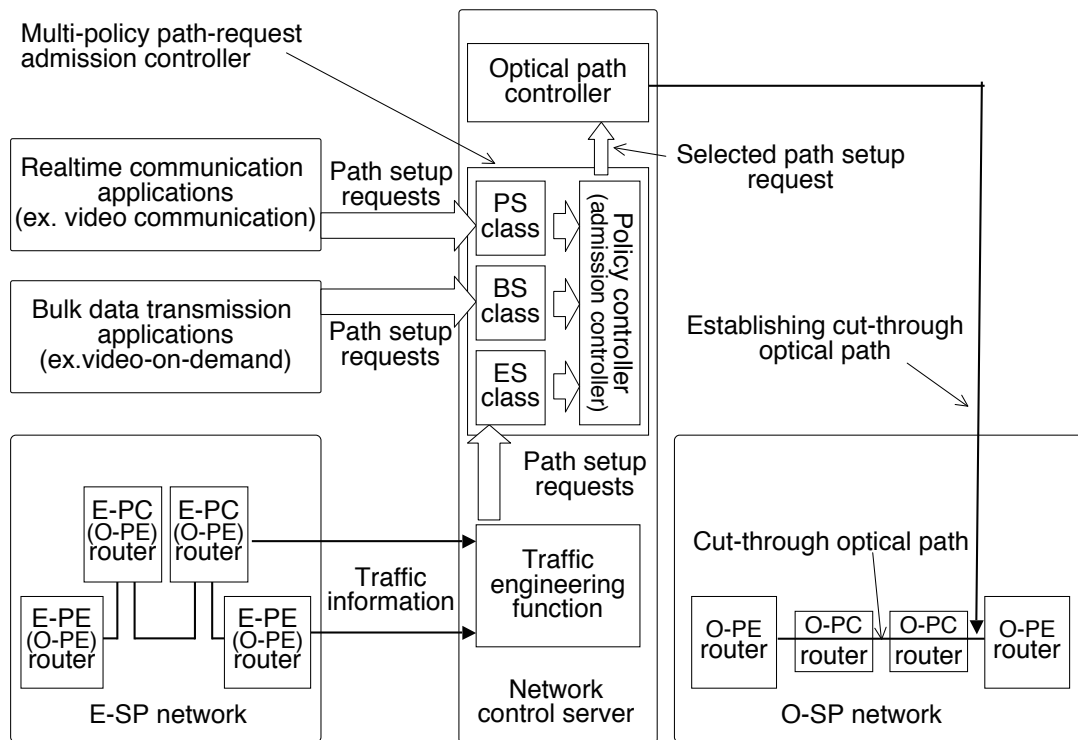 Multi-policy path-request
admission controller
Optical path
controller
Selected path setup
request
Realtime communication
applications
(ex. video communication)
Path setup
requests
PS
class
Policy controller
(admission controller)
Bulk data transmission
applications
(ex.video-on-demand)
Path setup
requests
BS
class
ES
class
Establishing cut-through
optical path
Path setup
requests
E-PC
(O-PE)
router
E-PC
(O-PE)
router
E-PE
(O-PE)
router
E-PE
(O-PE)
router
E-SP network
Traffic
information
Traffic
engineering
function
Network
control server
Cut-through optical path
O-PE
router
O-PC
router
O-PC
router
O-PE
router
O-SP network